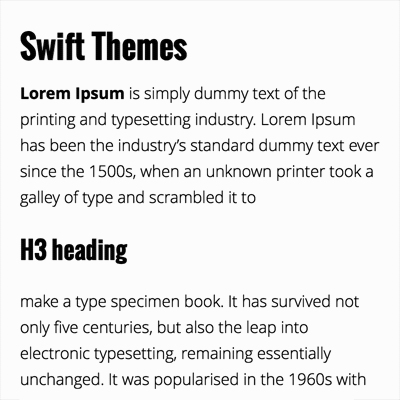 Swift Themes
Lorem Ipsum is simply dummy text of the
printing and typesetting industry. Lorem Ipsum
has been the industry’s standard dummy text ever
since the 1500s, when an unknown printer took a
galley of type and scrambled it to
H3 heading
make a type specimen book. It has survived not
only five centuries, but also the leap into
electronic typesetting, remaining essentially
unchanged. It was popularised in the 1960s with